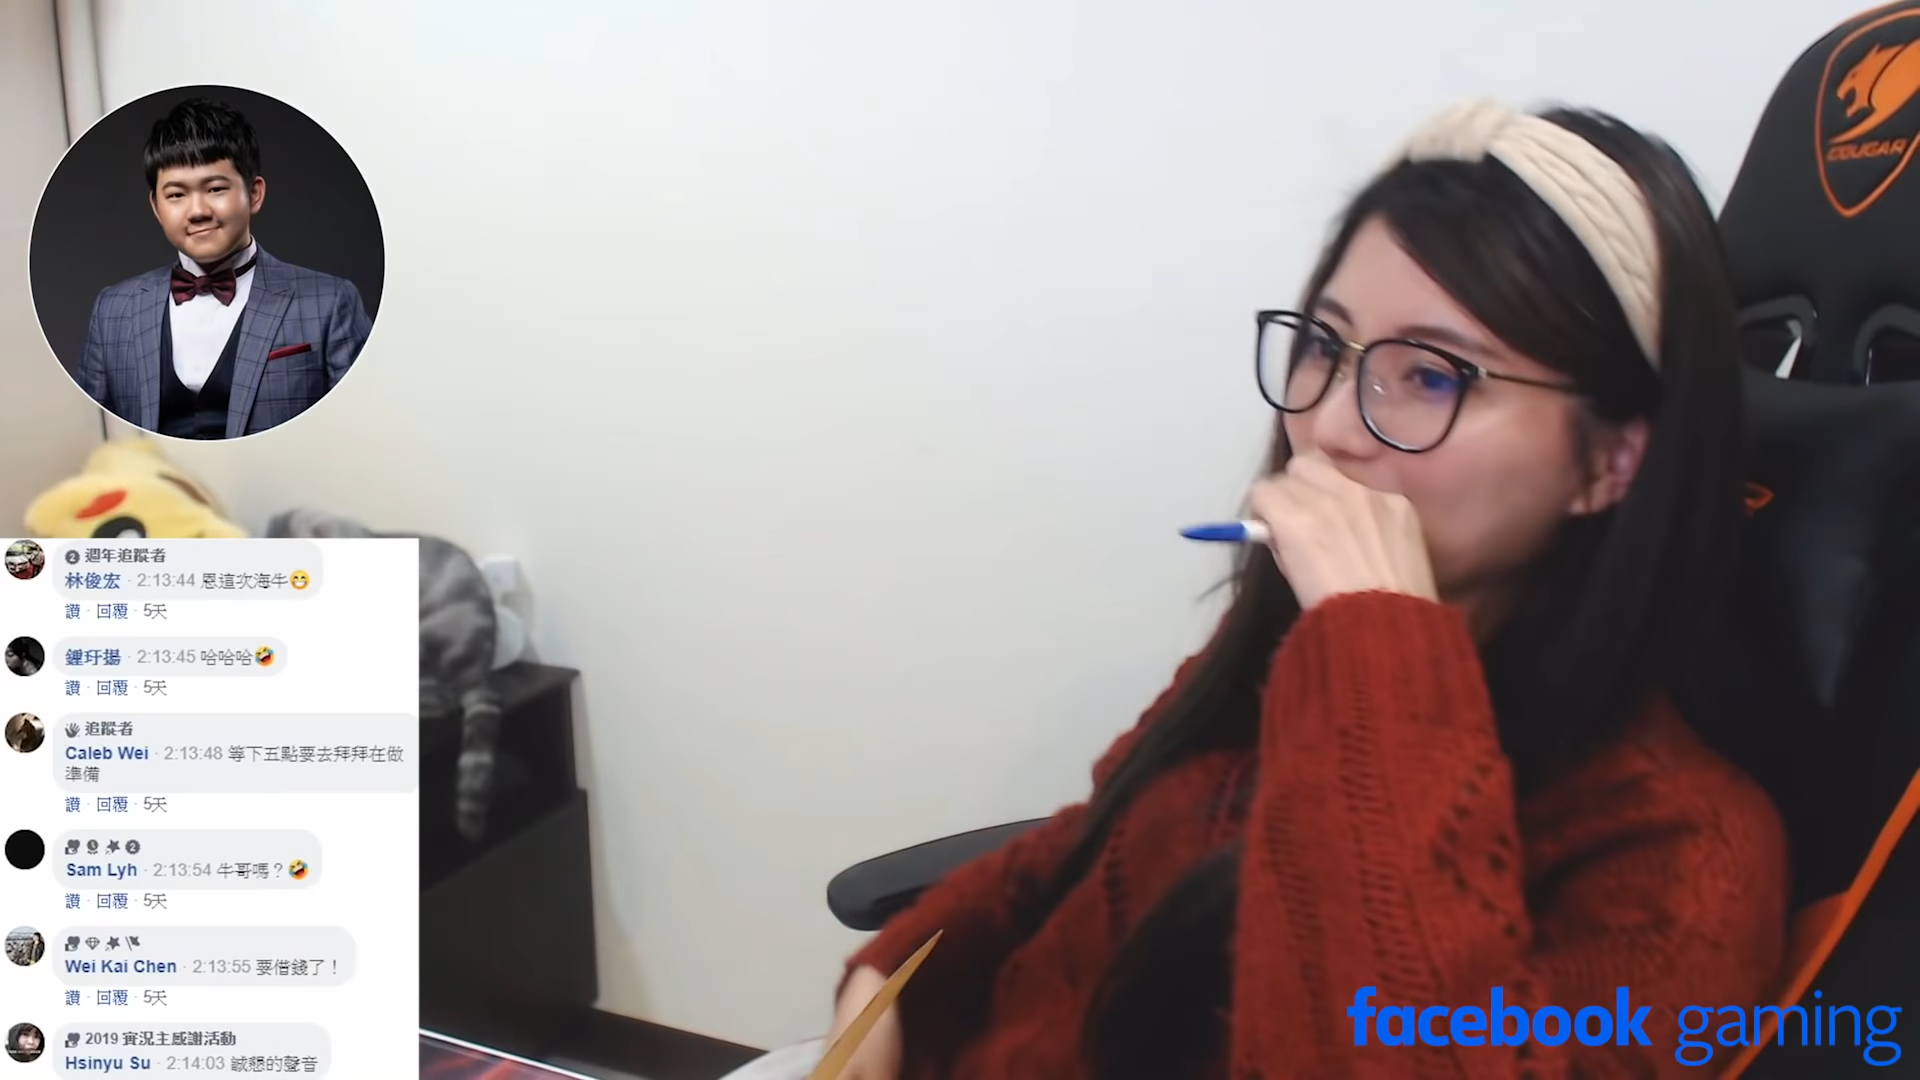 COUGAR
週年追蹤者
林俊宏 · 2:13:44 恩這次海牛😁
讚 · 回覆 · 5天
鍾玗揚 · 2:13:45 哈哈哈🤣
讚 · 回覆 · 5天
追蹤者
Caleb Wei · 2:13:48 等下五點要去拜拜在做
準備
讚 · 回覆 · 5天
Sam Lyh · 2:13:54 牛哥嗎？🤣
讚 · 回覆 · 5天
Wei Kai Chen · 2:13:55 要借錢了！
讚 · 回覆 · 5天
2019 實況主感謝活動
Hsinyu Su · 2:14:03 誠懇的聲音
facebook gaming